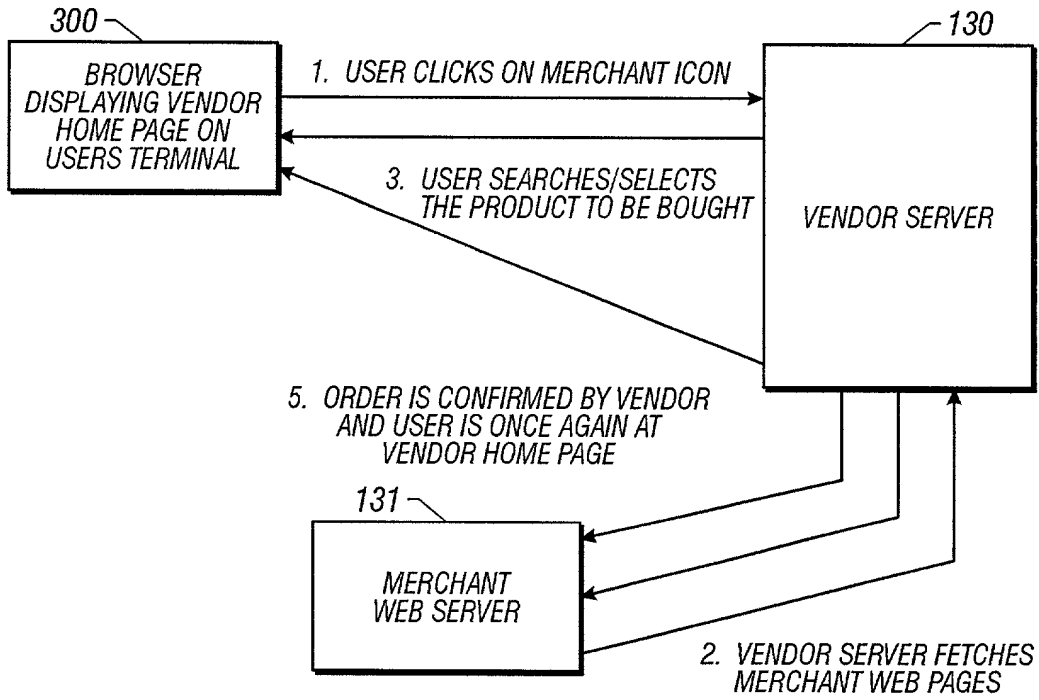 300
130
BROWSER
DISPLAYING VENDOR
HOME PAGE ON
USERS TERMINAL
1. USER CLICKS ON MERCHANT ICON
3. USER SEARCHES/SELECTS
THE PRODUCT TO BE BOUGHT
VENDOR SERVER
5. ORDER IS CONFIRMED BY VENDOR
AND USER IS ONCE AGAIN AT
VENDOR HOME PAGE
131
MERCHANT
WEB SERVER
2. VENDOR SERVER FETCHES
MERCHANT WEB PAGES